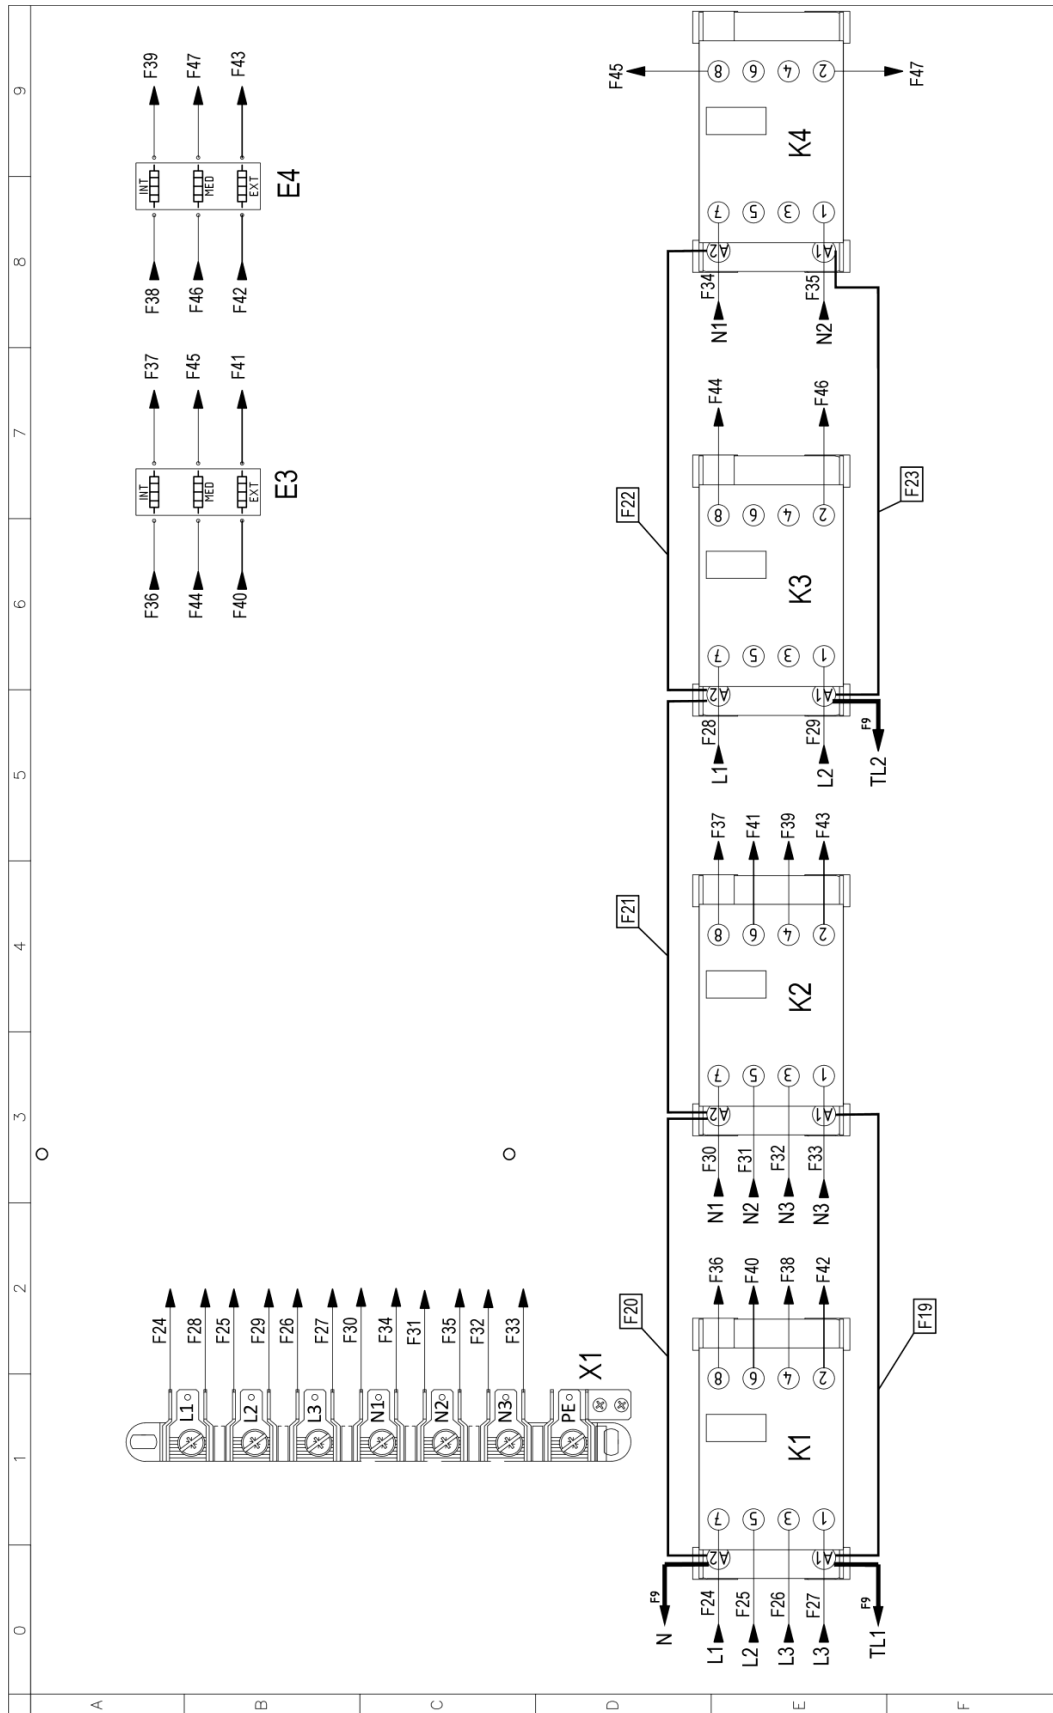 0 1 2 3 4 5 6 7 8 9
A
B
C
D
E
F
F24 F28 F25 F29 F26 F27 F30 F34 F31 F35 F32 F33
L1 L2 L3 N1 N2 N3 PE
X1
F36 F44 F40
INT MED EXT
F37 F45 F41
E3
F38 F46 F42
INT MED EXT
F39 F47 F43
E4
N F9
L1 F24
L2 F25
L3 F26
L3 F27
TL1 F9
A2 A1
7 5 3 1
K1
8 6 4 2
F36
F40
F38
F42
F20
F19
N1 F30
N2 F31
N3 F32
N3 F33
A2 A1
7 5 3 1
K2
8 6 4 2
F37
F41
F39
F43
F21
L1 F28
L2 F29
TL2 F9
A2 A1
7 5 3 1
K3
8 6 4 2
F44
F46
F22
F23
N1 F34
N2 F35
A2 A1
7 5 3 1
K4
8 6 4 2
F45
F47